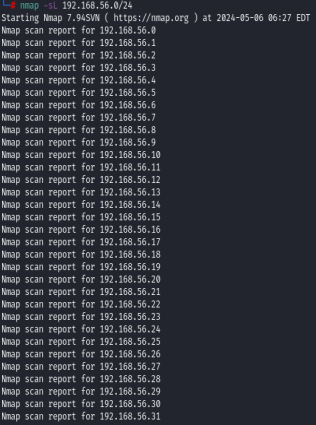 └─# nmap -sL 192.168.56.0/24
Starting Nmap 7.94SVN ( https://nmap.org ) at 2024-05-06 06:27 EDT
Nmap scan report for 192.168.56.0
Nmap scan report for 192.168.56.1
Nmap scan report for 192.168.56.2
Nmap scan report for 192.168.56.3
Nmap scan report for 192.168.56.4
Nmap scan report for 192.168.56.5
Nmap scan report for 192.168.56.6
Nmap scan report for 192.168.56.7
Nmap scan report for 192.168.56.8
Nmap scan report for 192.168.56.9
Nmap scan report for 192.168.56.10
Nmap scan report for 192.168.56.11
Nmap scan report for 192.168.56.12
Nmap scan report for 192.168.56.13
Nmap scan report for 192.168.56.14
Nmap scan report for 192.168.56.15
Nmap scan report for 192.168.56.16
Nmap scan report for 192.168.56.17
Nmap scan report for 192.168.56.18
Nmap scan report for 192.168.56.19
Nmap scan report for 192.168.56.20
Nmap scan report for 192.168.56.21
Nmap scan report for 192.168.56.22
Nmap scan report for 192.168.56.23
Nmap scan report for 192.168.56.24
Nmap scan report for 192.168.56.25
Nmap scan report for 192.168.56.26
Nmap scan report for 192.168.56.27
Nmap scan report for 192.168.56.28
Nmap scan report for 192.168.56.29
Nmap scan report for 192.168.56.30
Nmap scan report for 192.168.56.31